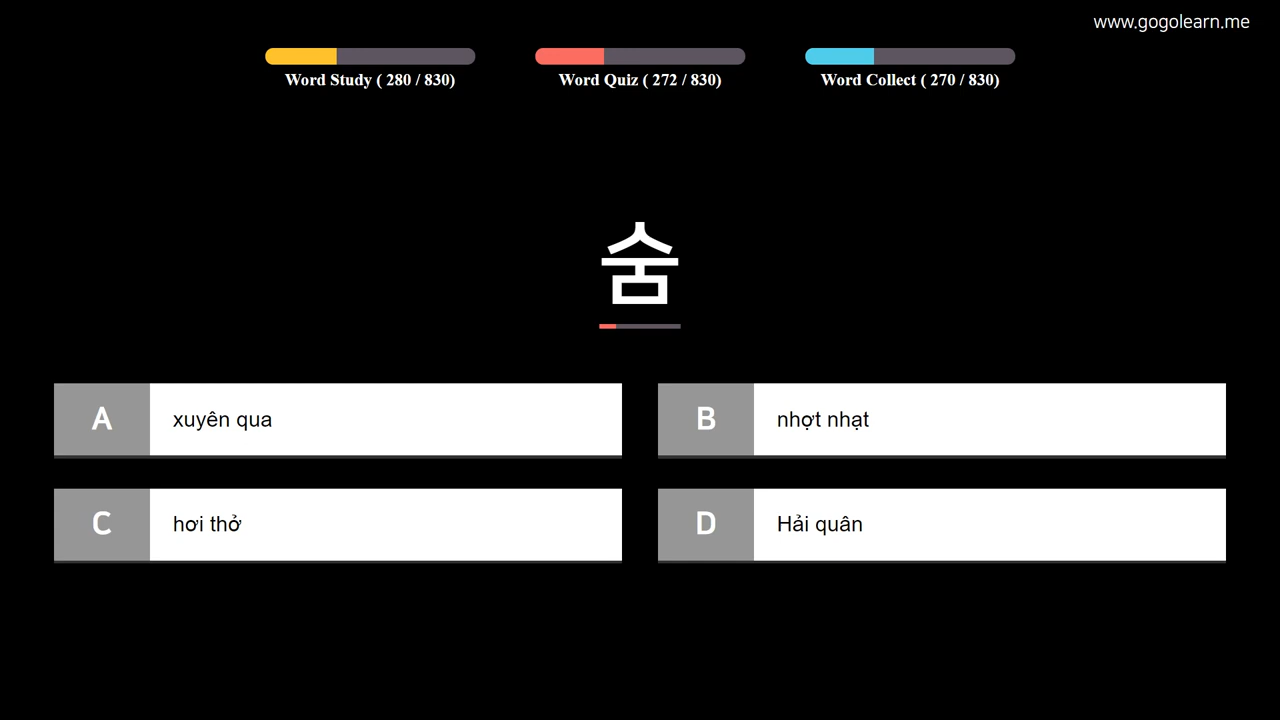 www.gogolearn.me
Word Study ( 280 / 830)
Word Quiz ( 272 / 830)
Word Collect ( 270 / 830)
숨
A xuyên qua
B nhợt nhạt
C hơi thở
D Hải quân